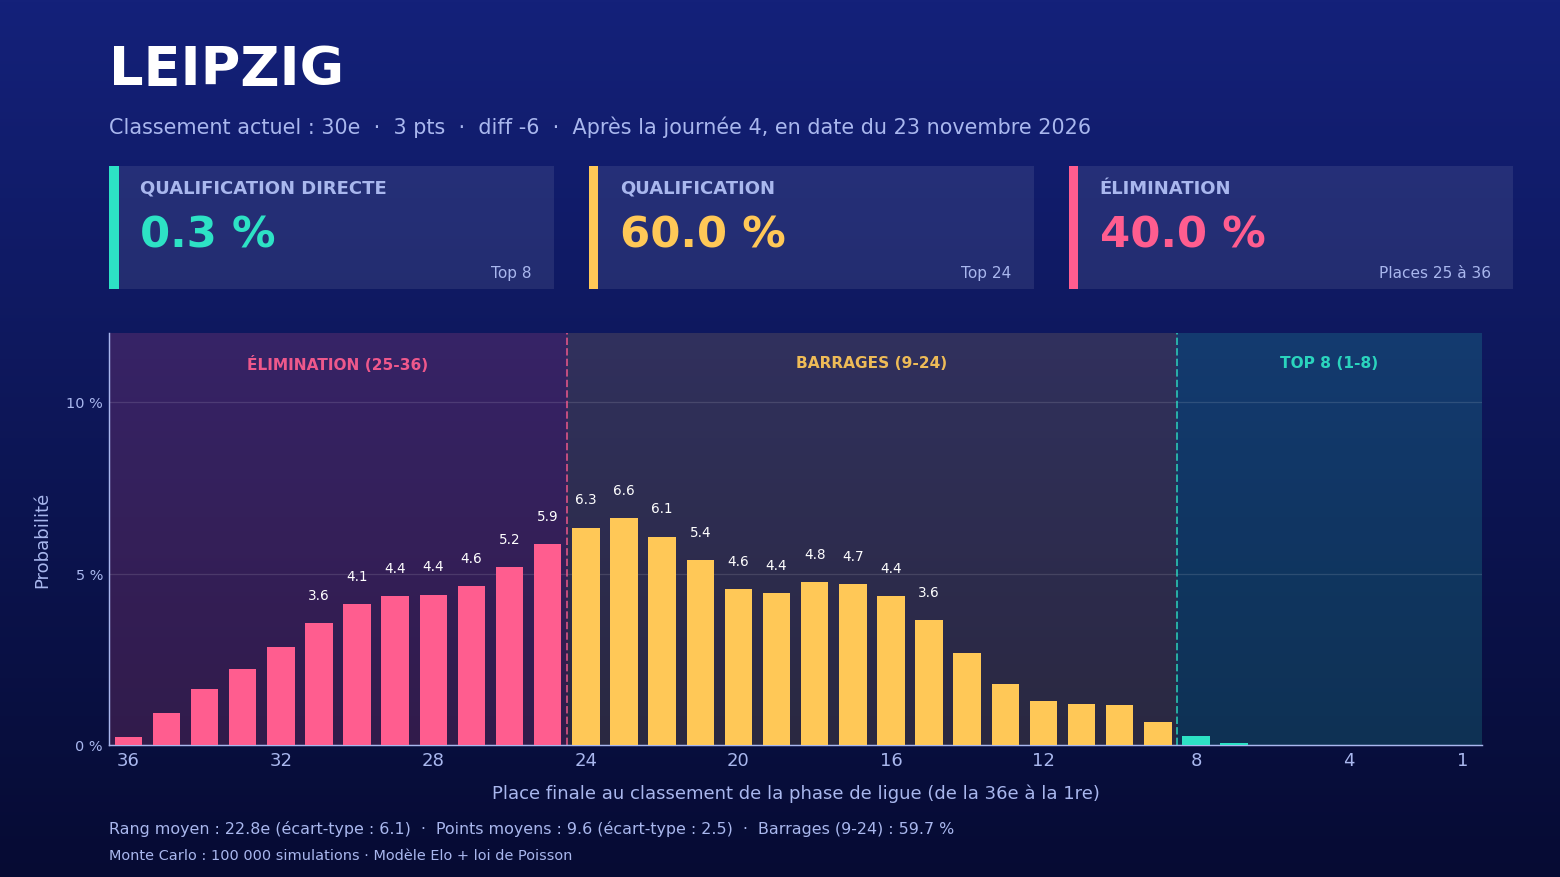 LEIPZIG
Classement actuel : 30e · 3 pts · diff -6 · Après la journée 4, en date du 23 novembre 2026
QUALIFICATION DIRECTE
0.3 %
Top 8
QUALIFICATION
60.0 %
Top 24
ÉLIMINATION
40.0 %
Places 25 à 36
ÉLIMINATION (25-36)
BARRAGES (9-24)
TOP 8 (1-8)
Probabilité
10 %
5 %
0 %
3.6
4.1
4.4
4.4
4.6
5.2
5.9
6.3
6.6
6.1
5.4
4.6
4.4
4.8
4.7
4.4
3.6
36 32 28 24 20 16 12 8 4 1
Place finale au classement de la phase de ligue (de la 36e à la 1re)
Rang moyen : 22.8e (écart-type : 6.1) · Points moyens : 9.6 (écart-type : 2.5) · Barrages (9-24) : 59.7 %
Monte Carlo : 100 000 simulations · Modèle Elo + loi de Poisson